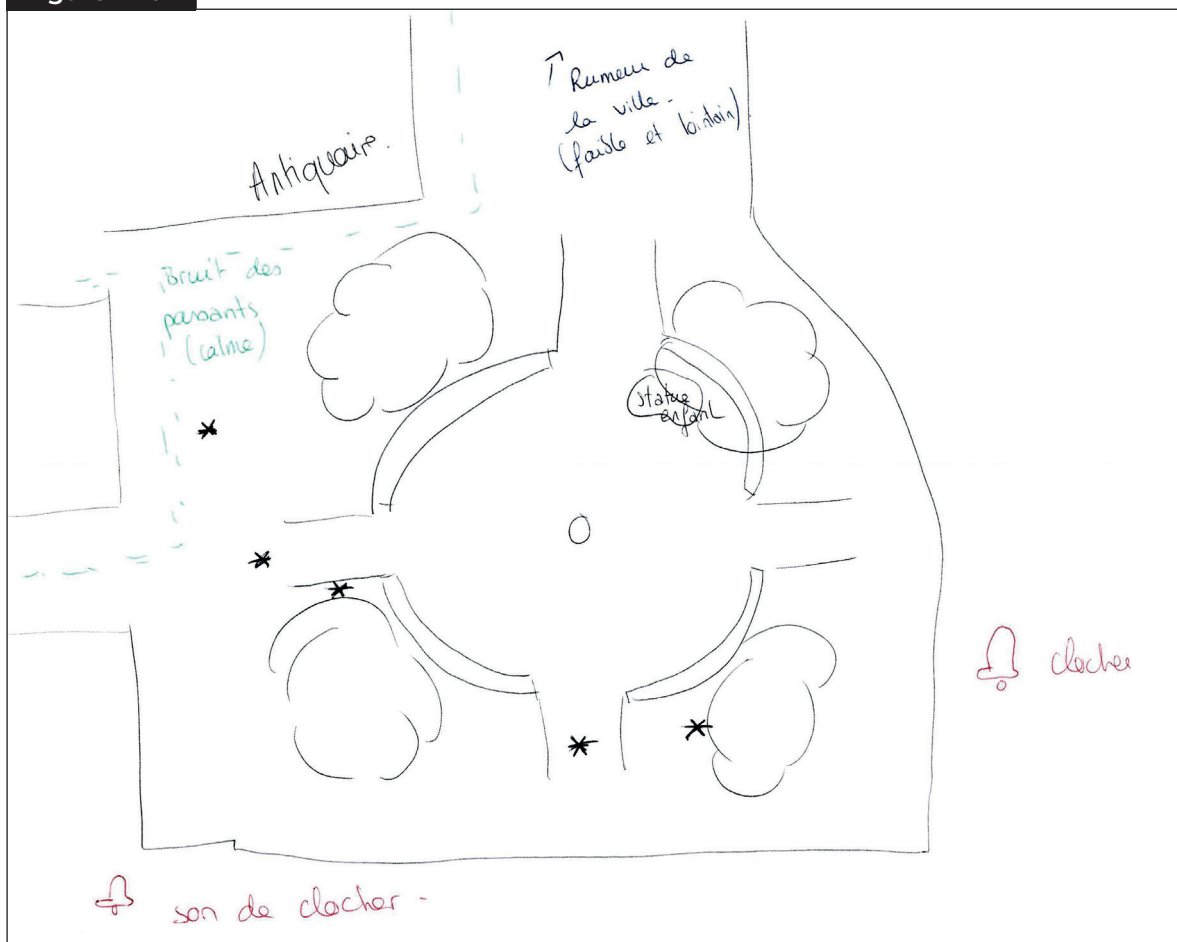 ↑ Rumeur de
la ville -
(faible et lointain)
Antiquaire.
Bruit des
passants
(calme)
statue
enfant
clocher
son de clocher -